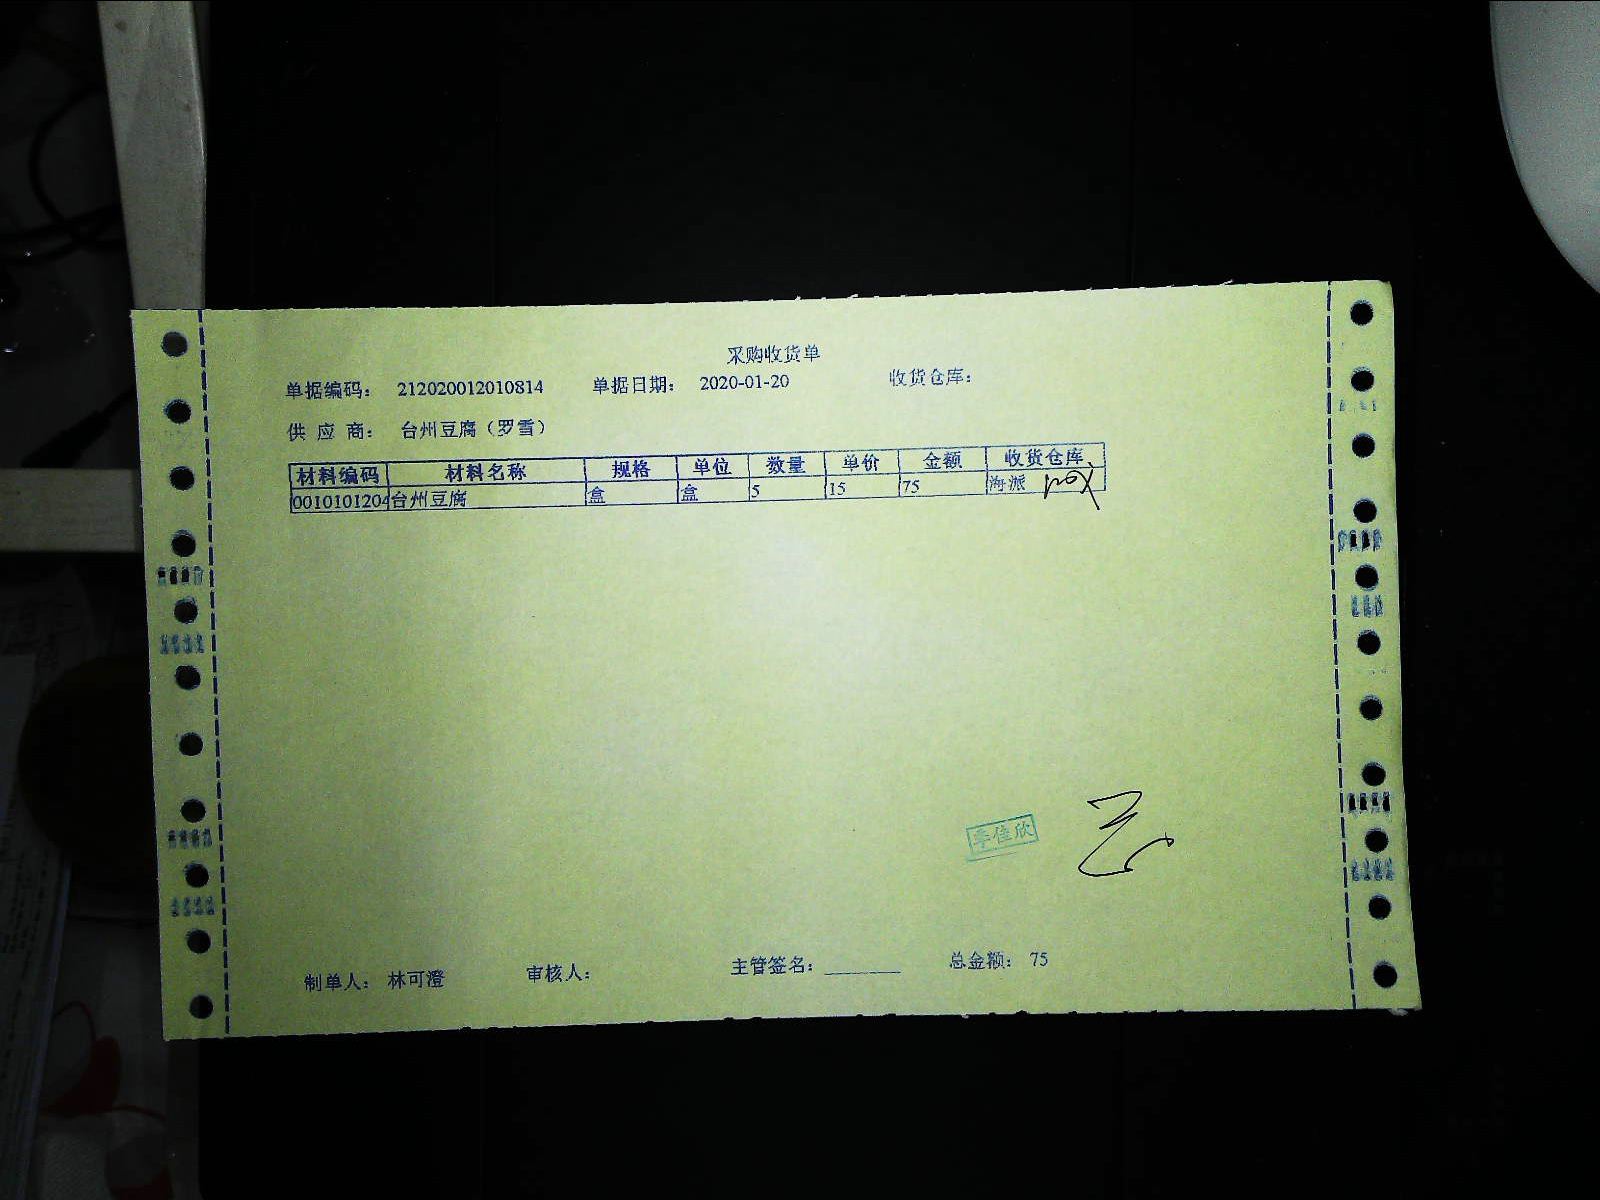 采购收货单
单据编码： 212020012010814 单据日期： 2020-01-20 收货仓库：
供 应 商： 台州豆腐（罗雪）
材料编码 材料名称 规格 单位 数量 单价 金额 收货仓库
0010101204 台州豆腐 盒 盒 5 15 75 海派
李佳欣
制单人： 林可澄 审核人： 主管签名： 总金额： 75